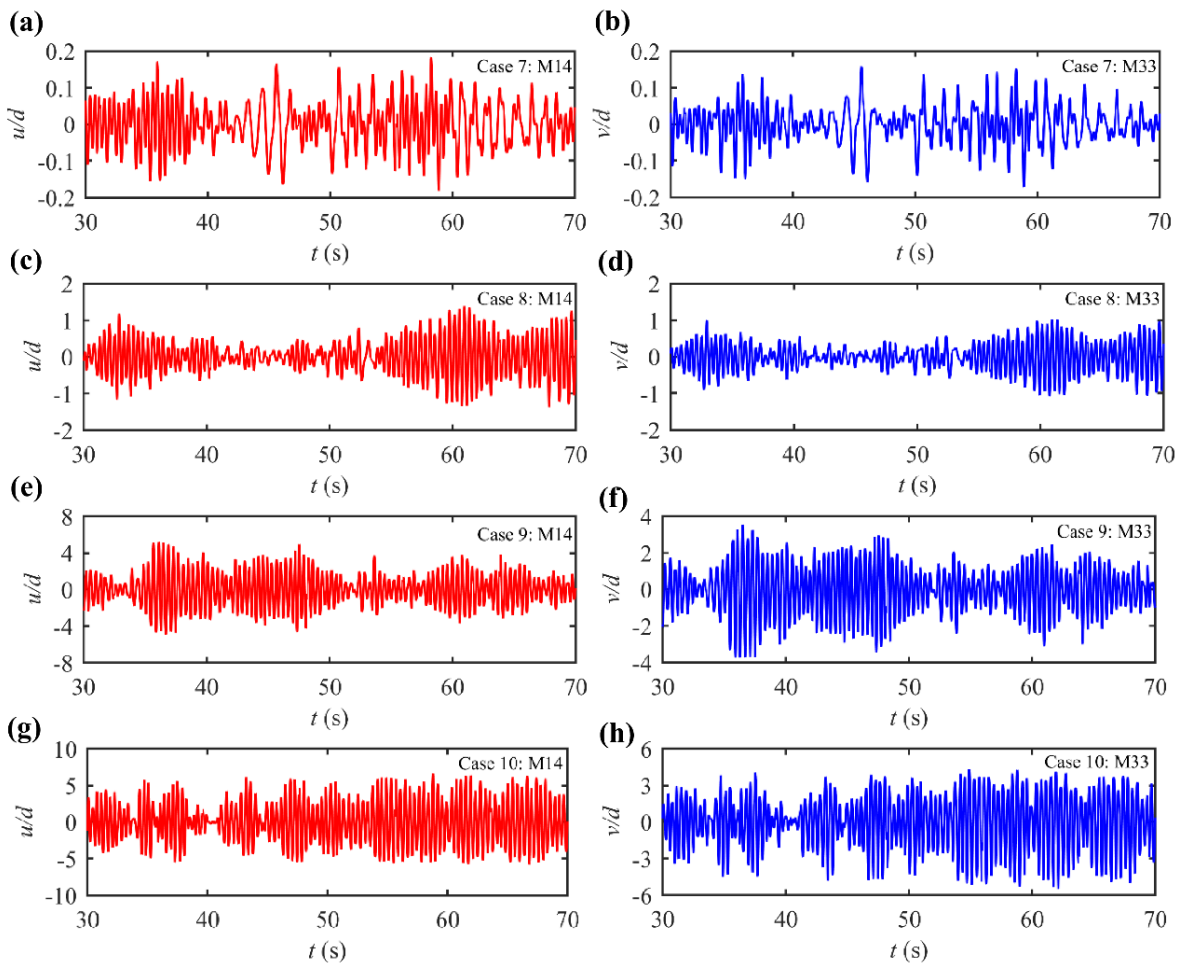 (a)
0.2
0.1
0
-0.1
-0.2
u/d
Case 7: M14
30 40 50 60 70
t (s)
(b)
0.2
0.1
0
-0.1
0.2
v/d
Case 7: M33
30 40 50 60 70
t (s)
(c)
2
1
0
-1
-2
u/d
Case 8: M14
30 40 50 60 70
t (s)
(d)
2
1
0
-1
2
v/d
Case 8: M33
30 40 50 60 70
t (s)
(e)
8
4
0
-4
-8
u/d
Case 9: M14
30 40 50 60 70
t (s)
(f)
4
2
0
-2
-4
v/d
Case 9: M33
30 40 50 60 70
t (s)
(g)
10
5
0
-5
-10
u/d
Case 10: M14
30 40 50 60 70
t (s)
(h)
6
3
0
-3
-6
v/d
Case 10: M33
30 40 50 60 70
t (s)